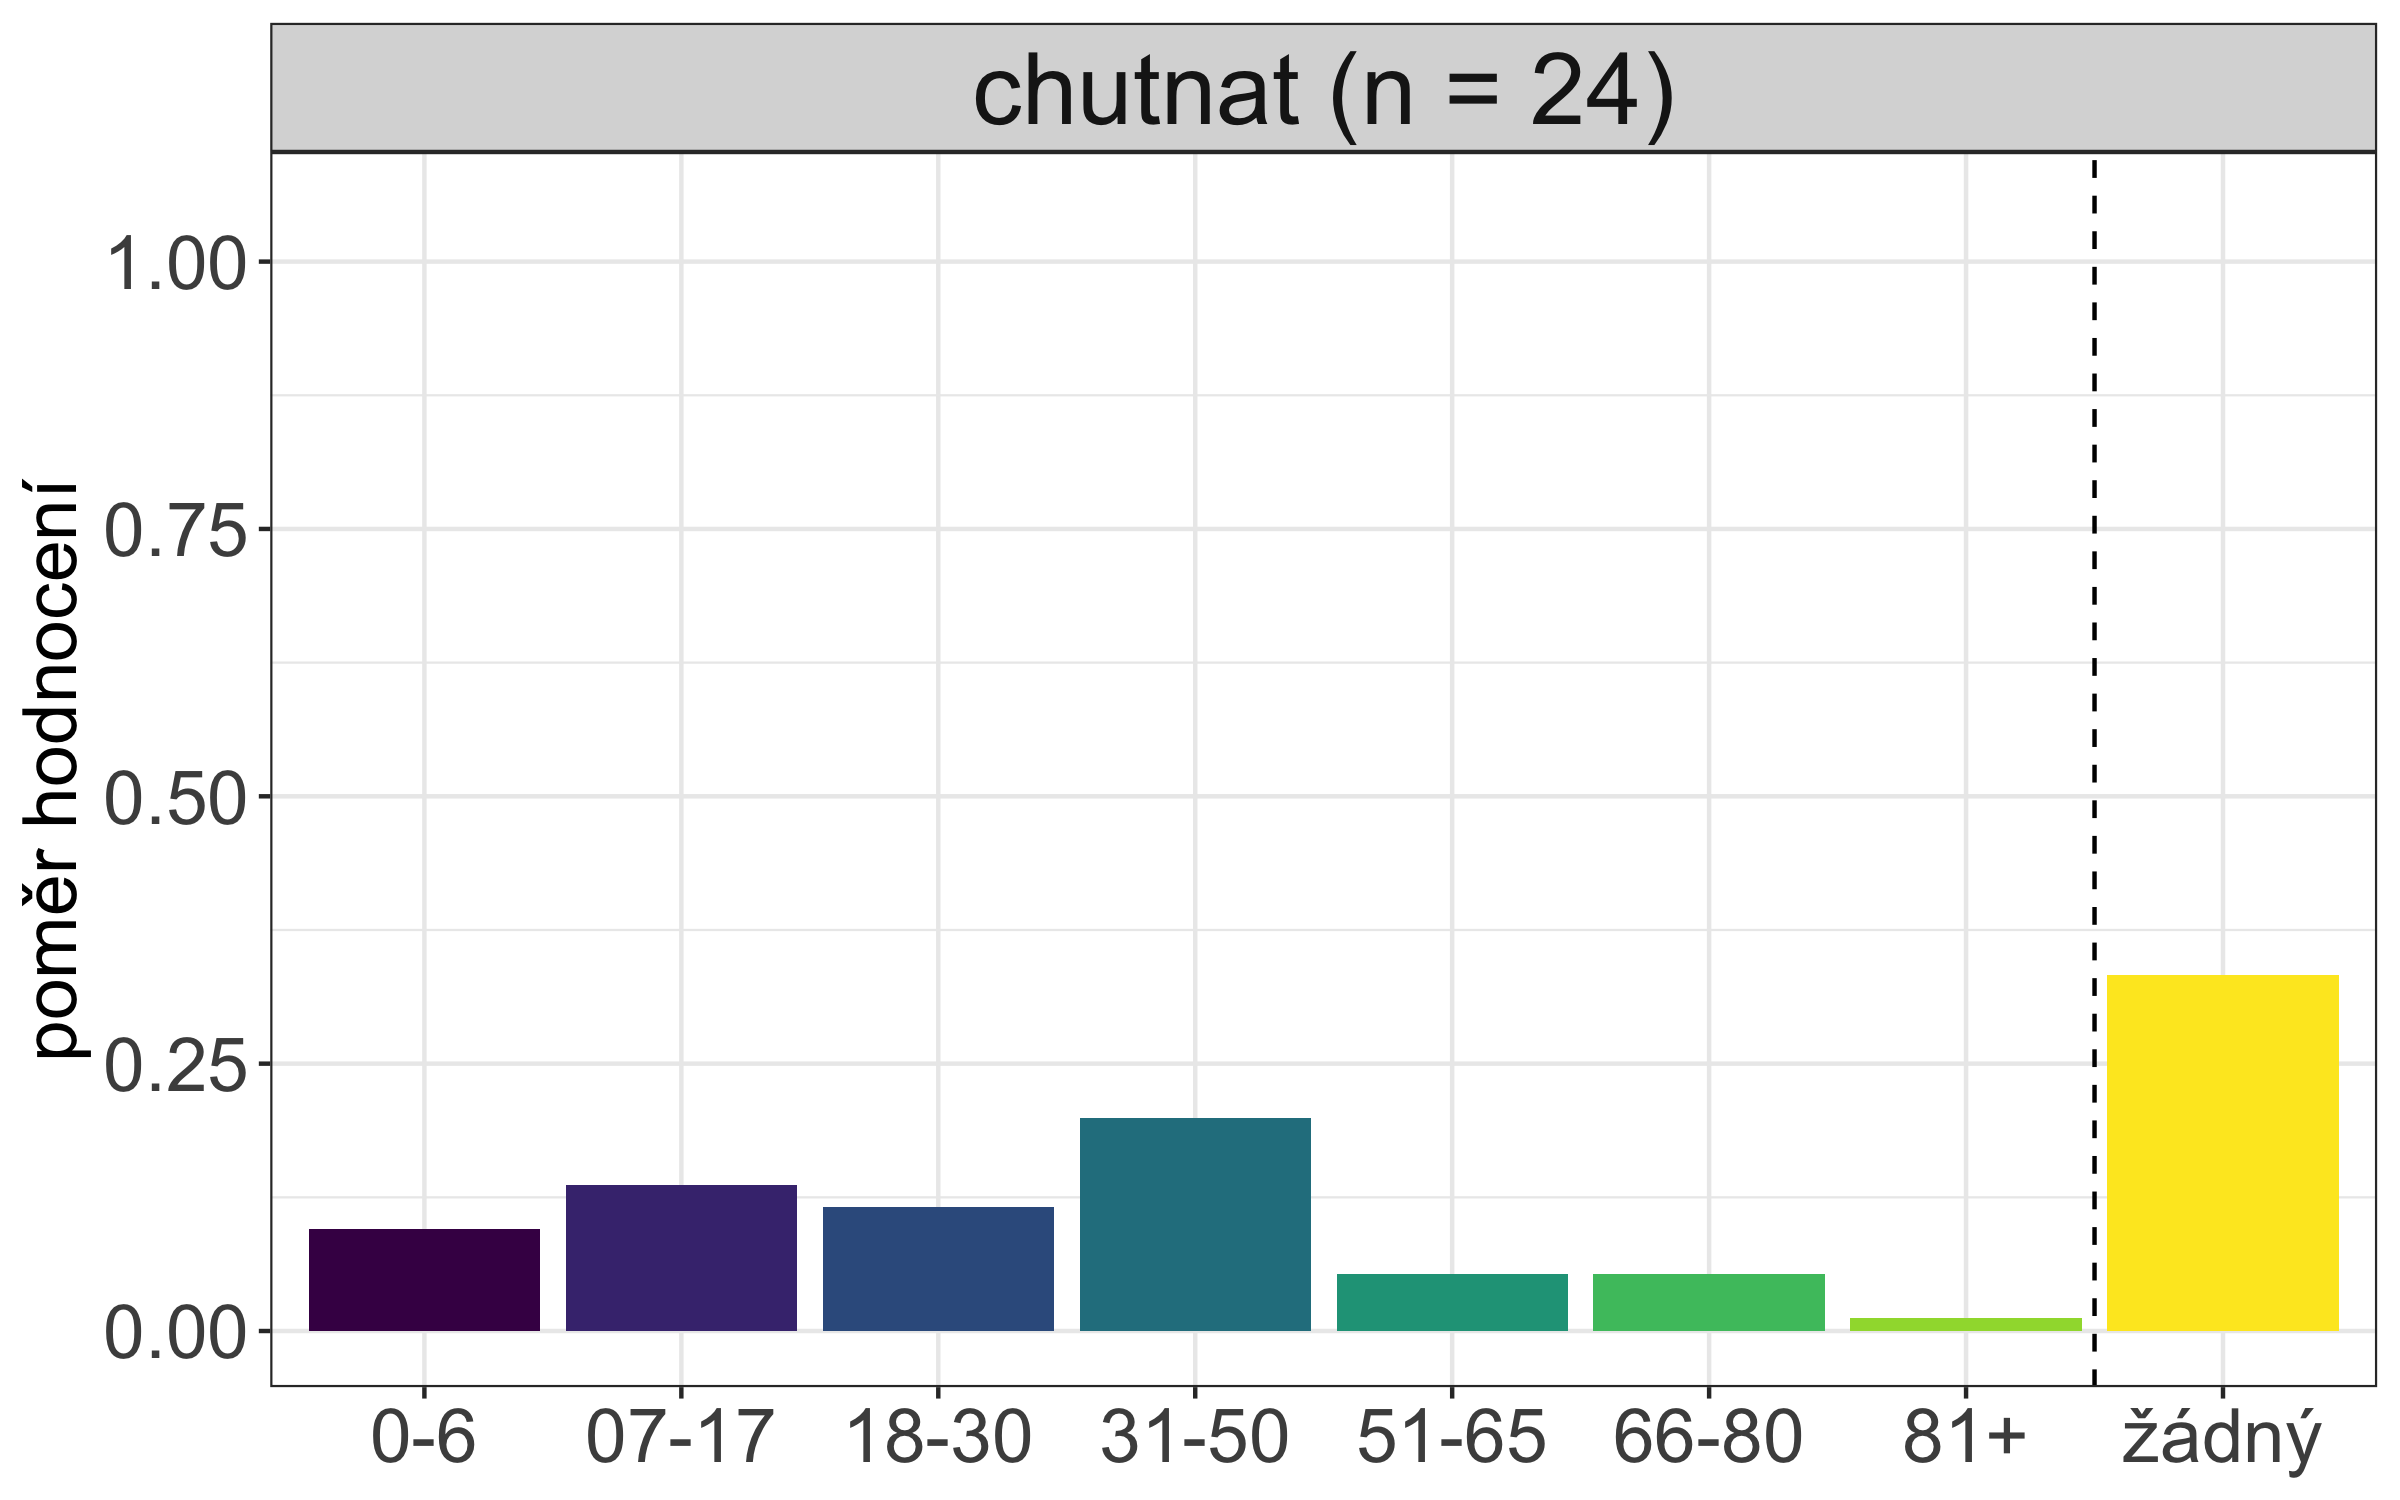 chutnat (n = 24)
poměr hodnocení
1.00
0.75
0.50
0.25
0.00
0-6 07-17 18-30 31-50 51-65 66-80 81+ žádný